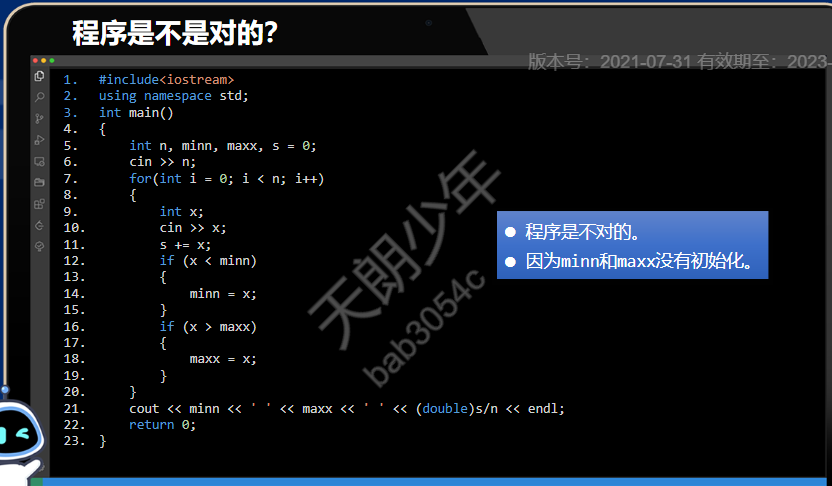 程序是不是对的?
版本号：2021-07-31 有效期至：2023-
1. #include<iostream>
2. using namespace std;
3. int main()
4. {
5. int n, minn, maxx, s = 0;
6. cin >> n;
7. for(int i = 0; i < n; i++)
8. {
9. int x;
10. cin >> x;
11. s += x;
12. if (x < minn)
13. {
14. minn = x;
15. }
16. if (x > maxx)
17. {
18. maxx = x;
19. }
20. }
21. cout << minn << ' ' << maxx << ' ' << (double)s/n << endl;
22. return 0;
23. }
● 程序是不对的。
● 因为minn和maxx没有初始化。
天朗少年
bab3054c